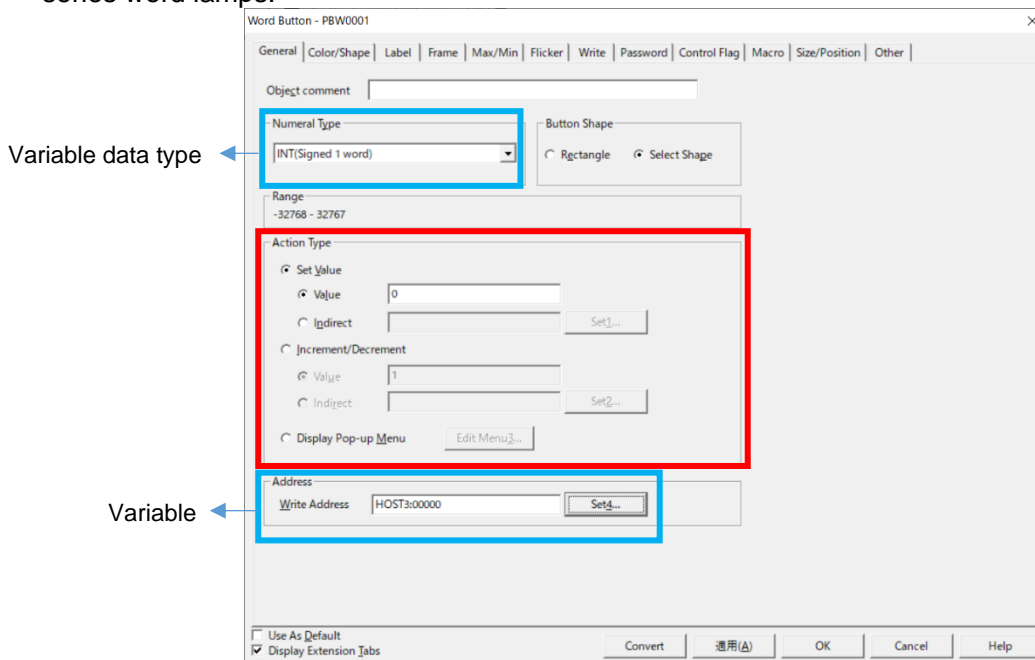 series word lamps.
Word Button - PBW0001
General Color/Shape Label Frame Max/Min Flicker Write Password Control Flag Macro Size/Position Other
Object comment
Numeral Type
Button Shape
Variable data type
INT(Signed 1 word)
Rectangle Select Shape
Range
-32768 - 32767
Action Type
Set Value
Value 0
Indirect Set1...
Increment/Decrement
Value 1
Indirect Set2...
Display Pop-up Menu Edit Menu3...
Address
Variable
Write Address HOST3:00000 Set4...
Use As Default
Display Extension Tabs
Convert 適用(A) OK Cancel Help